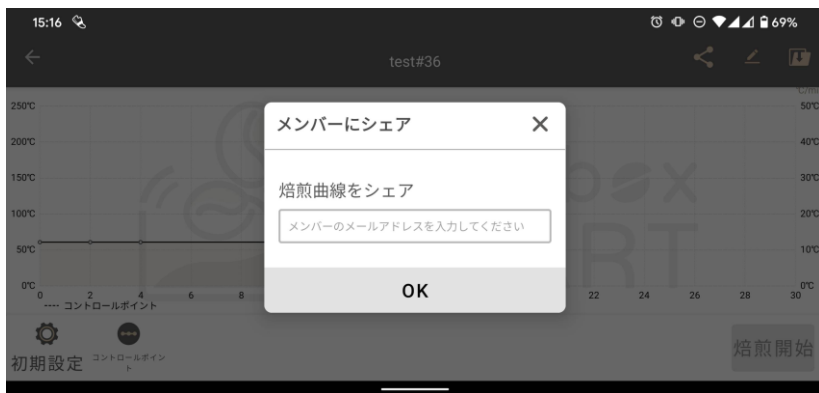 15:16
69%
test#36
℃/mi
250℃
50℃
200℃
40℃
150℃
30℃
100℃
20℃
50℃
10℃
0℃
0℃
0 2 4 6 8 22 24 26 28 30
---- コントロールポイント
メンバーにシェア
焙煎曲線をシェア
メンバーのメールアドレスを入力してください
OK
box
RT
初期設定
コントロールポイン
ト
焙煎開始